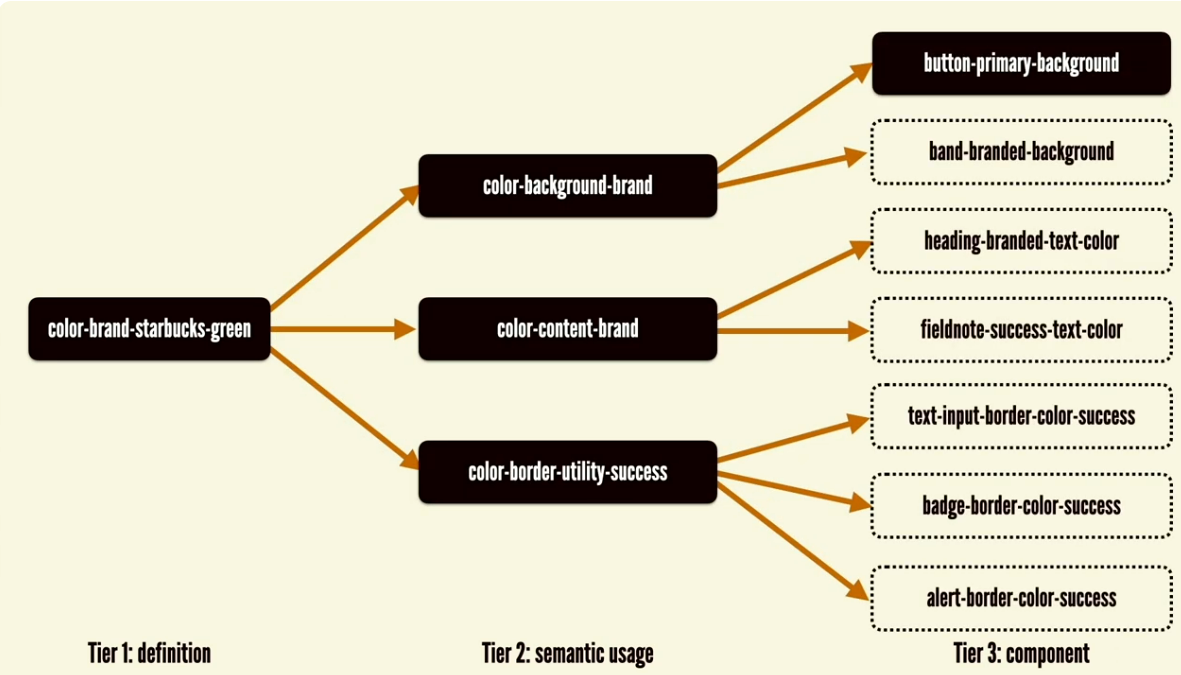 button-primary-background
band-branded-background
color-background-brand
heading-branded-text-color
color-brand-starbucks-green
color-content-brand
fieldnote-success-text-color
text-input-border-color-success
color-border-utility-success
badge-border-color-success
alert-border-color-success
Tier 1: definition
Tier 2: semantic usage
Tier 3: component